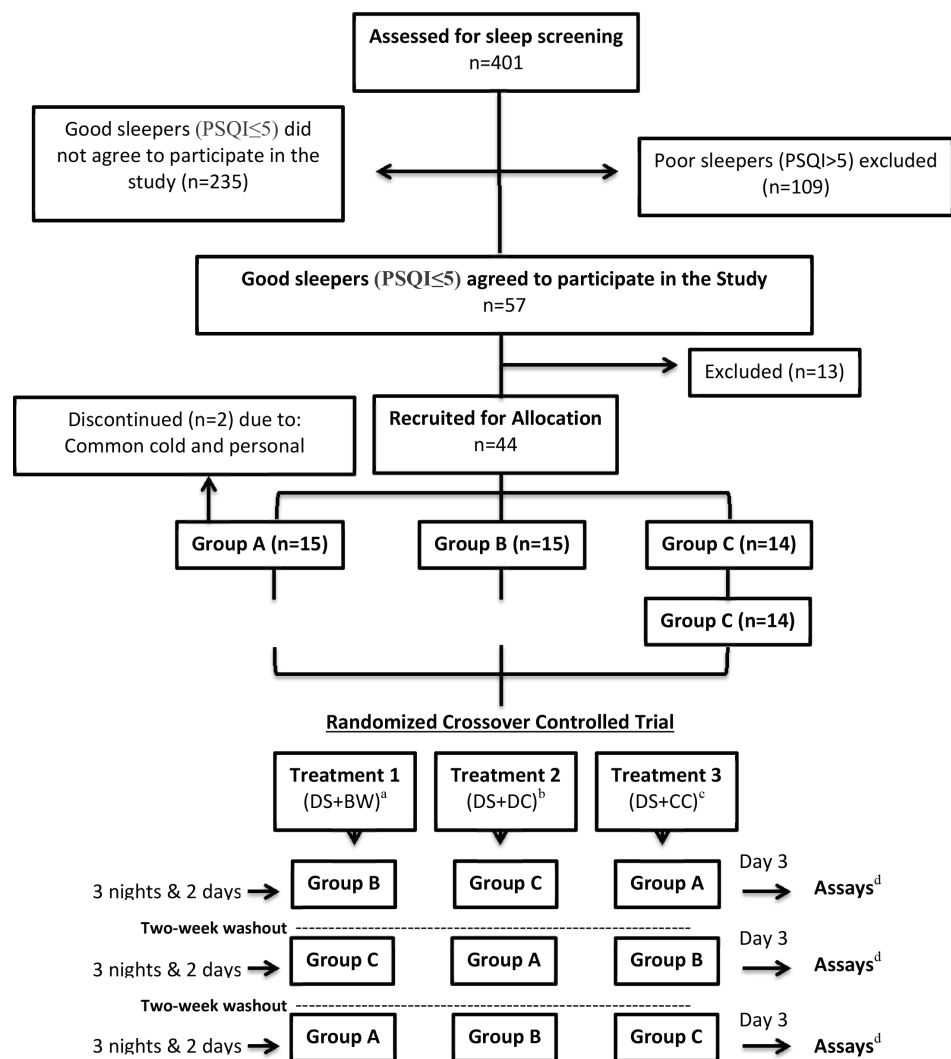 Assessed for sleep screening
n=401
Good sleepers (PSQI≤5) did
not agree to participate in the
study (n=235)
Poor sleepers (PSQI>5) excluded
(n=109)
Good sleepers (PSQI≤5) agreed to participate in the Study
n=57
Excluded (n=13)
Discontinued (n=2) due to:
Common cold and personal
Recruited for Allocation
n=44
Group A (n=15)
Group B (n=15)
Group C (n=14)
Group C (n=14)
Randomized Crossover Controlled Trial
Treatment 1
(DS+BW)a
Treatment 2
(DS+DC)b
Treatment 3
(DS+CC)c
3 nights & 2 days
Group B
Group C
Group A
Day 3
Assaysd
Two-week washout
3 nights & 2 days
Group C
Group A
Group B
Day 3
Assaysd
Two-week washout
3 nights & 2 days
Group A
Group B
Group C
Day 3
Assaysd